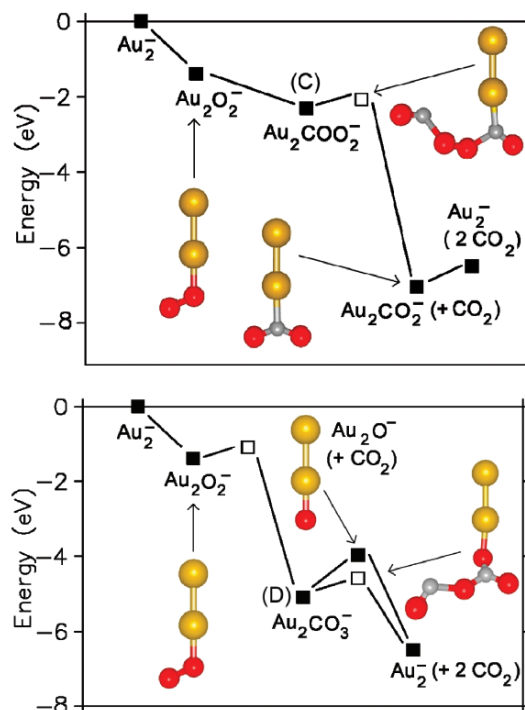 0
−2
−4
−6
−8
Energy (eV)
Au₂⁻
Au₂O₂⁻
(C)
Au₂COO₂⁻
Au₂⁻
( 2 CO₂)
Au₂CO₂⁻ (+ CO₂)
0
−2
−4
−6
−8
Energy (eV)
Au₂⁻
Au₂O₂⁻
Au₂O⁻
(+ CO₂)
(D)
Au₂CO₃⁻
Au₂⁻ (+ 2 CO₂)